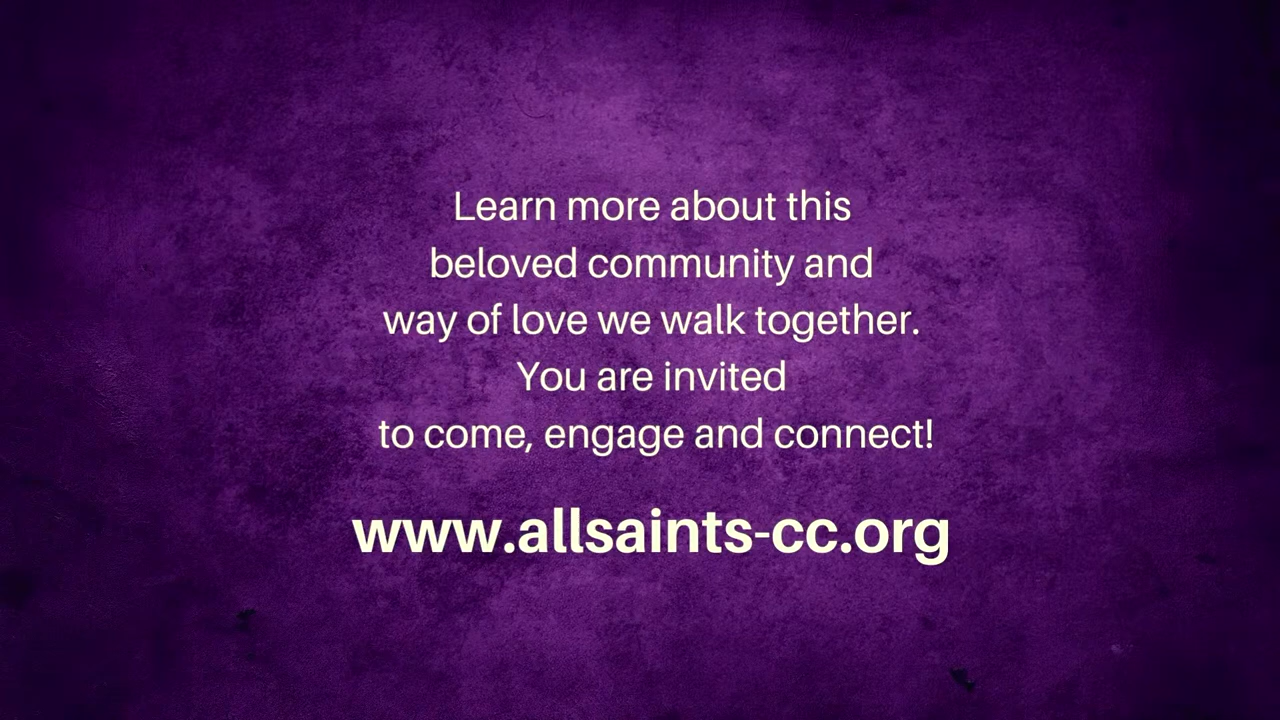 Learn more about this
beloved community and
way of love we walk together.
You are invited
to come, engage and connect!
www.allsaints-cc.org